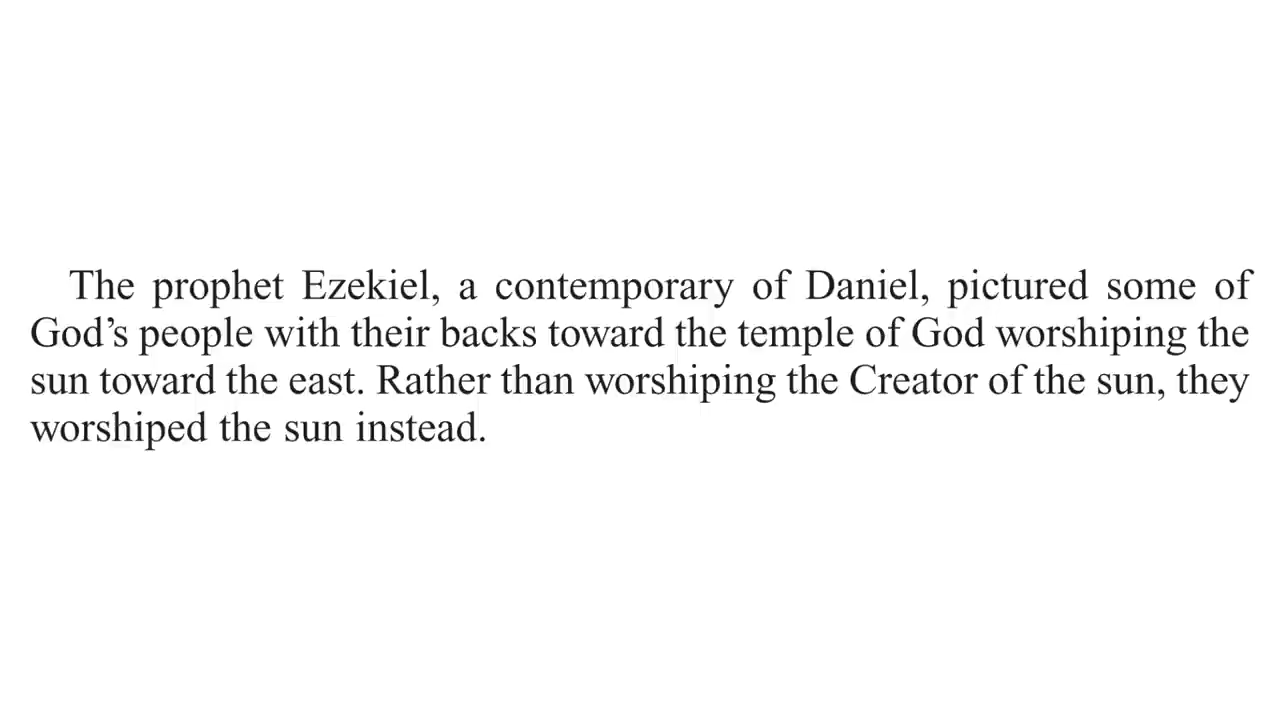 The prophet Ezekiel, a contemporary of Daniel, pictured some of
God’s people with their backs toward the temple of God worshiping the
sun toward the east. Rather than worshiping the Creator of the sun, they
worshiped the sun instead.